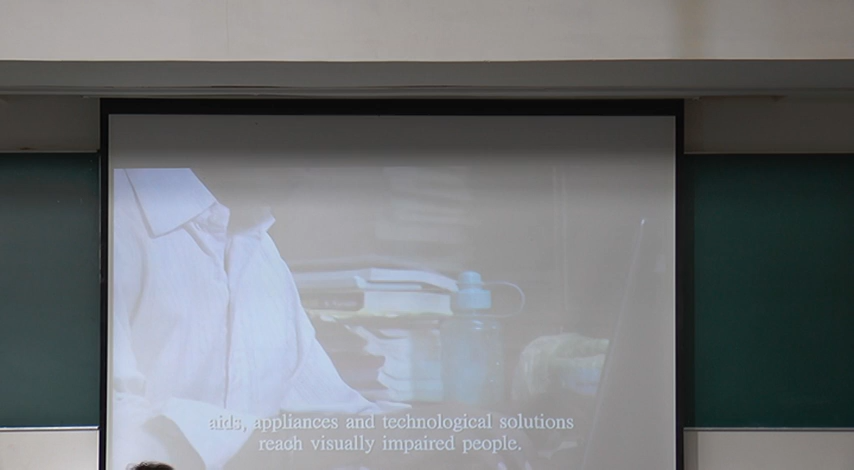 aids, appliances and technological solutions
reach visually impaired people.